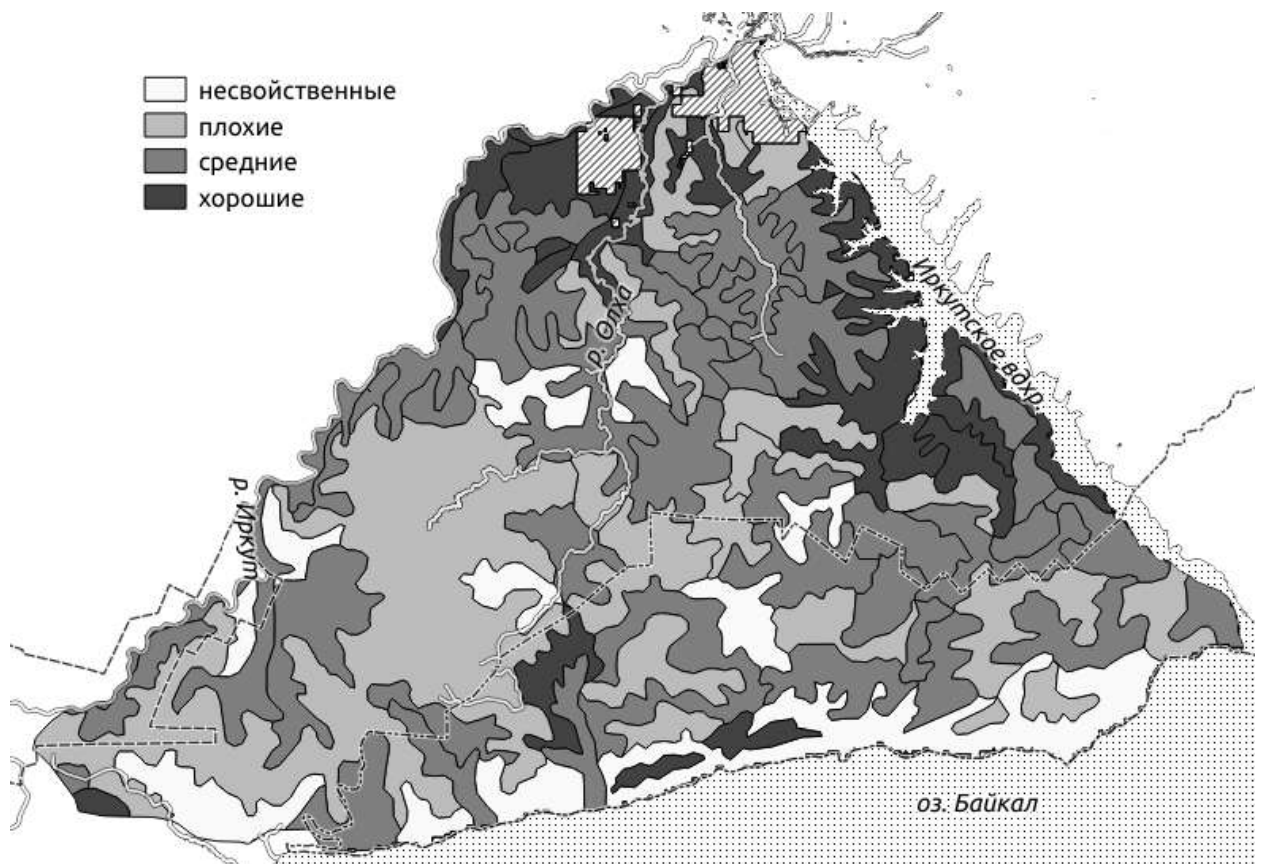 несвойственные
плохие
средние
хорошие
р. Олха
Иркутское вдхр.
р. Иркут
оз. Байкал